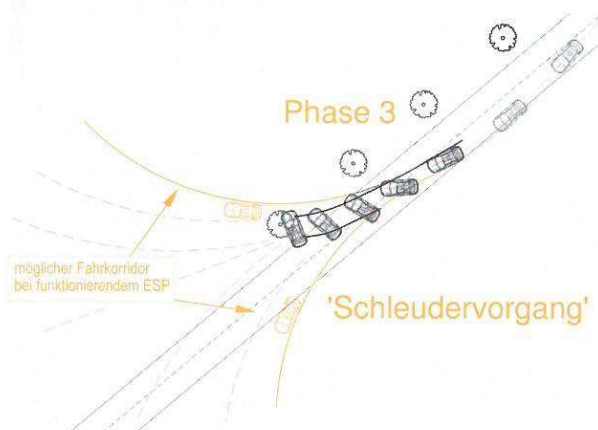 Phase 3
möglicher Fahrkorridor
bei funktionierendem ESP
'Schleudervorgang'